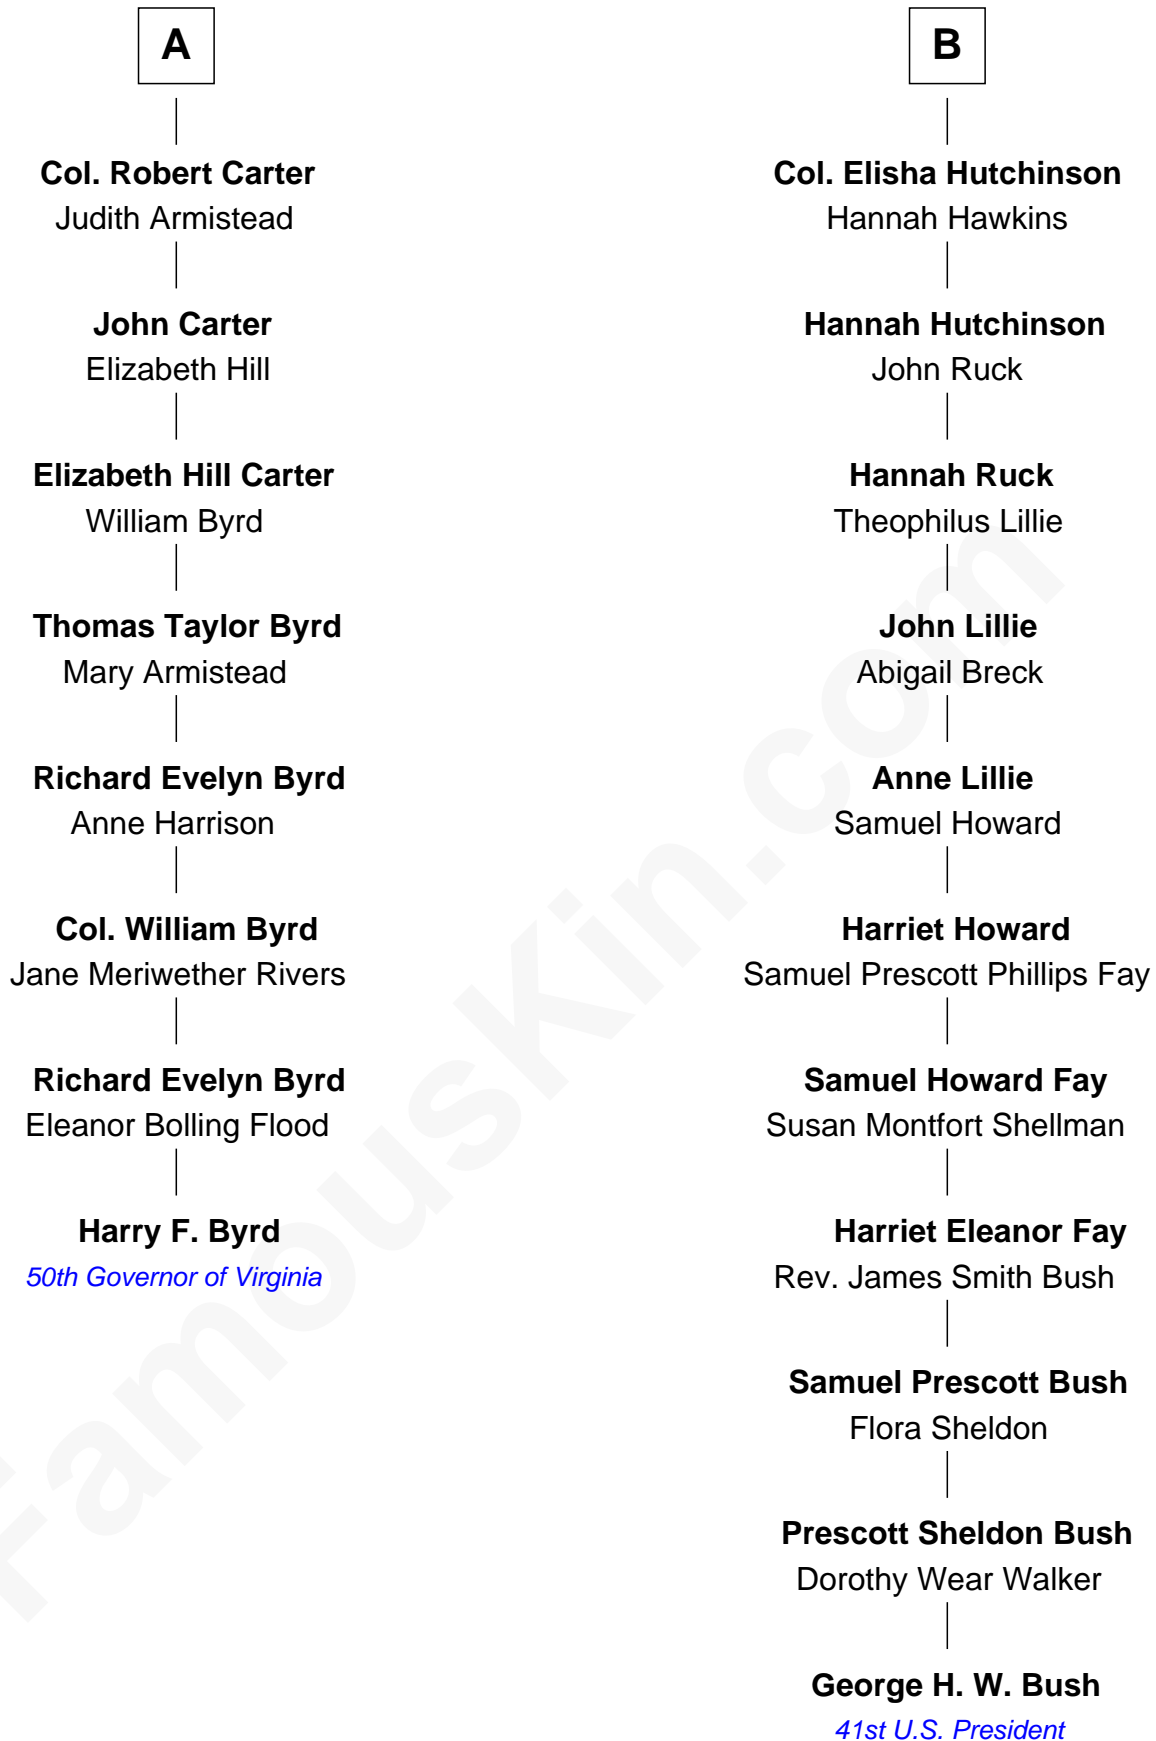 A
Col. Robert Carter
Judith Armistead
John Carter
Elizabeth Hill
Elizabeth Hill Carter
William Byrd
Thomas Taylor Byrd
Mary Armistead
Richard Evelyn Byrd
Anne Harrison
Col. William Byrd
Jane Meriwether Rivers
Richard Evelyn Byrd
Eleanor Bolling Flood
Harry F. Byrd
50th Governor of Virginia
B
Col. Elisha Hutchinson
Hannah Hawkins
Hannah Hutchinson
John Ruck
Hannah Ruck
Theophilus Lillie
John Lillie
Abigail Breck
Anne Lillie
Samuel Howard
Harriet Howard
Samuel Prescott Phillips Fay
Samuel Howard Fay
Susan Montfort Shellman
Harriet Eleanor Fay
Rev. James Smith Bush
Samuel Prescott Bush
Flora Sheldon
Prescott Sheldon Bush
Dorothy Wear Walker
George H. W. Bush
41st U.S. President
FamousKin.com